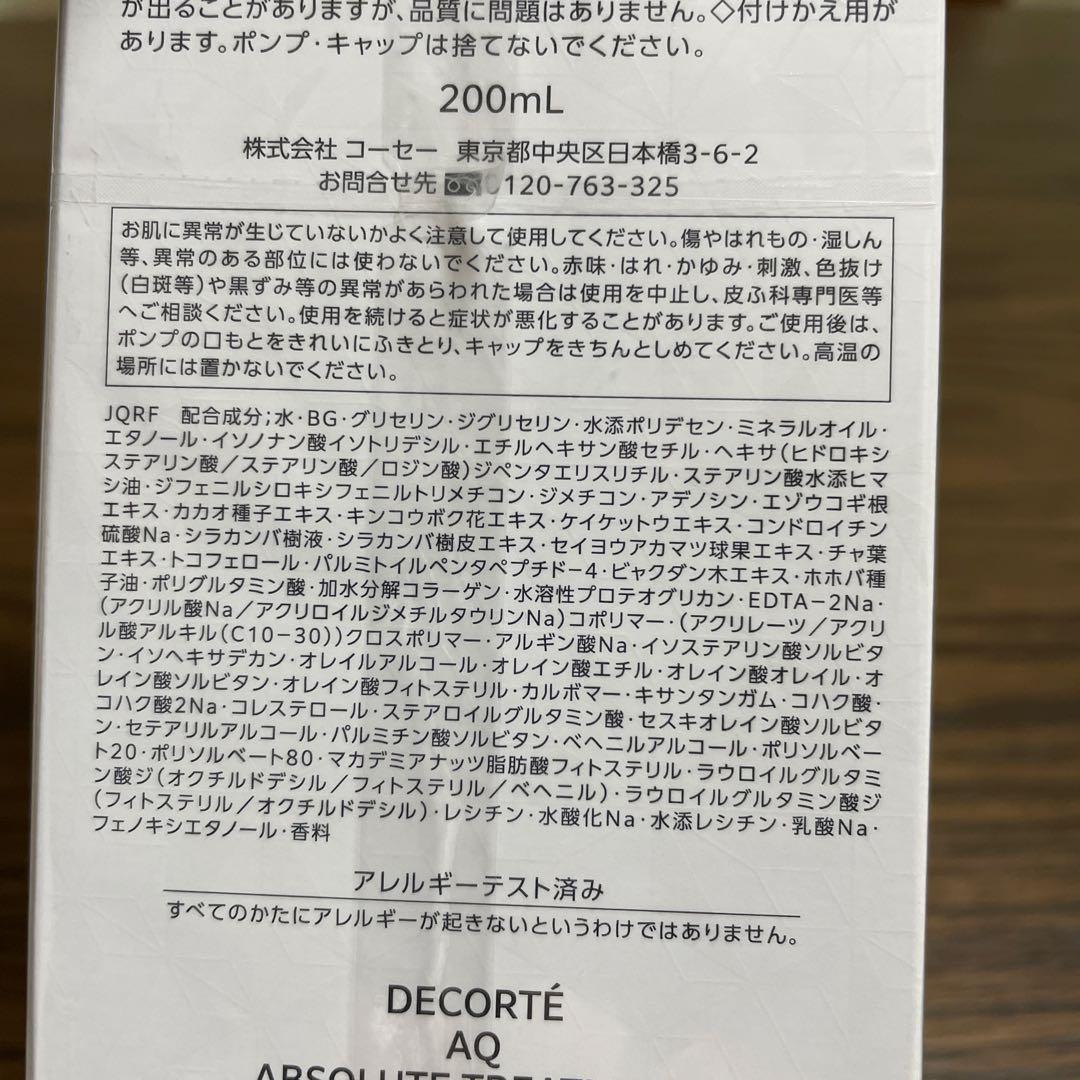 が出ることがありますが、品質に問題はありません。◇付けかえ用が
あります。ポンプ・キャップは捨てないでください。
200mL
株式会社 コーセー 東京都中央区日本橋3-6-2
お問合せ先 0120-763-325
お肌に異常が生じていないかよく注意して使用してください。傷やはれもの・湿しん
等、異常のある部位には使わないでください。赤味・はれ・かゆみ・刺激、色抜け
(白斑等)や黒ずみ等の異常があらわれた場合は使用を中止し、皮ふ科専門医等
へご相談ください。使用を続けると症状が悪化することがあります。ご使用後は、
ポンプの口もとをきれいにふきとり、キャップをきちんとしめてください。高温の
場所には置かないでください。
JQRF 配合成分;水・BG・グリセリン・ジグリセリン・水添ポリデセン・ミネラルオイル・
エタノール・イソノナン酸イソトリデシル・エチルヘキサン酸セチル・ヘキサ(ヒドロキシ
ステアリン酸/ステアリン酸/ロジン酸)ジペンタエリスリチル・ステアリン酸水添ヒマ
シ油・ジフェニルシロキシフェニルトリメチコン・ジメチコン・アデノシン・エゾウコギ根
エキス・カカオ種子エキス・キンコウボク花エキス・ケイケットウエキス・コンドロイチン
硫酸Na・シラカンバ樹液・シラカンバ樹皮エキス・セイヨウアカマツ球果エキス・チャ葉
エキス・トコフェロール・パルミトイルペンタペプチド-4・ビャクダン木エキス・ホホバ種
子油・ポリグルタミン酸・加水分解コラーゲン・水溶性プロテオグリカン・EDTA-2Na・
(アクリル酸Na/アクリロイルジメチルタウリンNa)コポリマー・(アクリレーツ/アクリ
ル酸アルキル(C10-30))クロスポリマー・アルギン酸Na・イソステアリン酸ソルビタ
ン・イソヘキサデカン・オレイルアルコール・オレイン酸エチル・オレイン酸オレイル・オ
レイン酸ソルビタン・オレイン酸フィトステリル・カルボマー・キサンタンガム・コハク酸・
コハク酸2Na・コレステロール・ステアロイルグルタミン酸・セスキオレイン酸ソルビタ
ン・セテアリルアルコール・パルミチン酸ソルビタン・ベヘニルアルコール・ポリソルベー
ト20・ポリソルベート80・マカデミアナッツ脂肪酸フィトステリル・ラウロイルグルタミ
ン酸ジ(オクチルドデシル/フィトステリル/ベヘニル)・ラウロイルグルタミン酸ジ
(フィトステリル/オクチルドデシル)・レシチン・水酸化Na・水添レシチン・乳酸Na・
フェノキシエタノール・香料
アレルギーテスト済み
すべてのかたにアレルギーが起きないというわけではありません。
DECORTÉ
AQ
ABSOLUTE